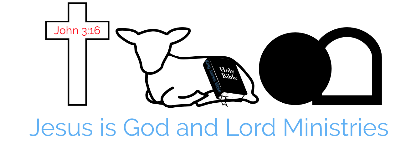 John 3:16
Holy
Bible
Jesus is God and Lord Ministries